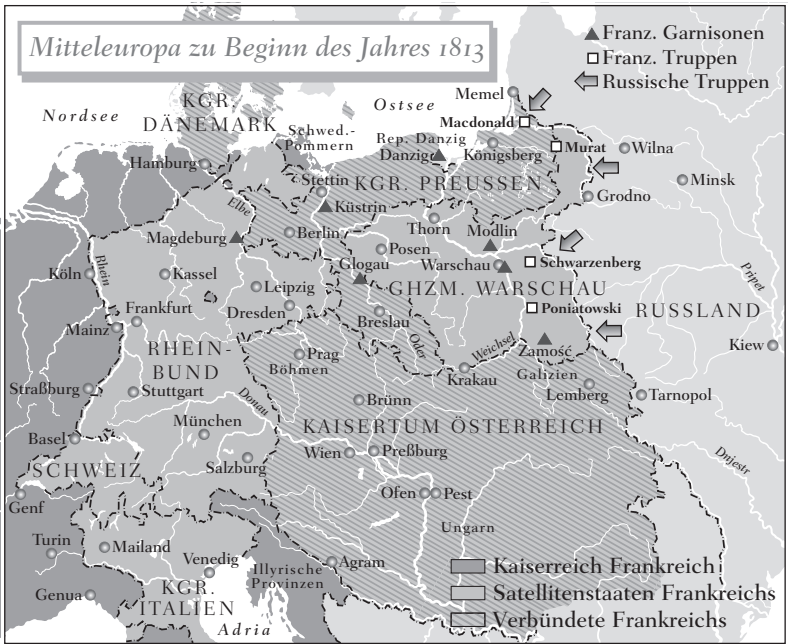 Mitteleuropa zu Beginn des Jahres 1813
Franz. Garnisonen
Franz. Truppen
Russische Truppen
Nordsee
Ostsee
KGR.
DÄNEMARK
Schwed.-
Pommern
Memel
Macdonald
Rep. Danzig
Danzig
Königsberg
Murat
Wilna
Hamburg
Stettin
KGR. PREUSSEN
Minsk
Grodno
Elbe
Küstrin
Berlin
Thorn
Modlin
Magdeburg
Posen
Warschau
Schwarzenberg
Köln
Rhein
Kassel
Glogau
GHZM. WARSCHAU
Pripet
Leipzig
Dresden
Breslau
Poniatowski
RUSSLAND
Frankfurt
Mainz
Oder
Weichsel
Zamość
Kiew
RHEIN-
BUND
Prag
Böhmen
Krakau
Galizien
Lemberg
Tarnopol
Straßburg
Stuttgart
Donau
Brünn
München
KAISERTUM ÖSTERREICH
Basel
Wien
Preßburg
Dnjestr
SCHWEIZ
Salzburg
Genf
Ofen
Pest
Ungarn
Turin
Mailand
Venedig
Illyrische
Provinzen
Agram
Genua
KGR.
ITALIEN
Adria
Kaiserreich Frankreich
Satellitenstaaten Frankreichs
Verbündete Frankreichs